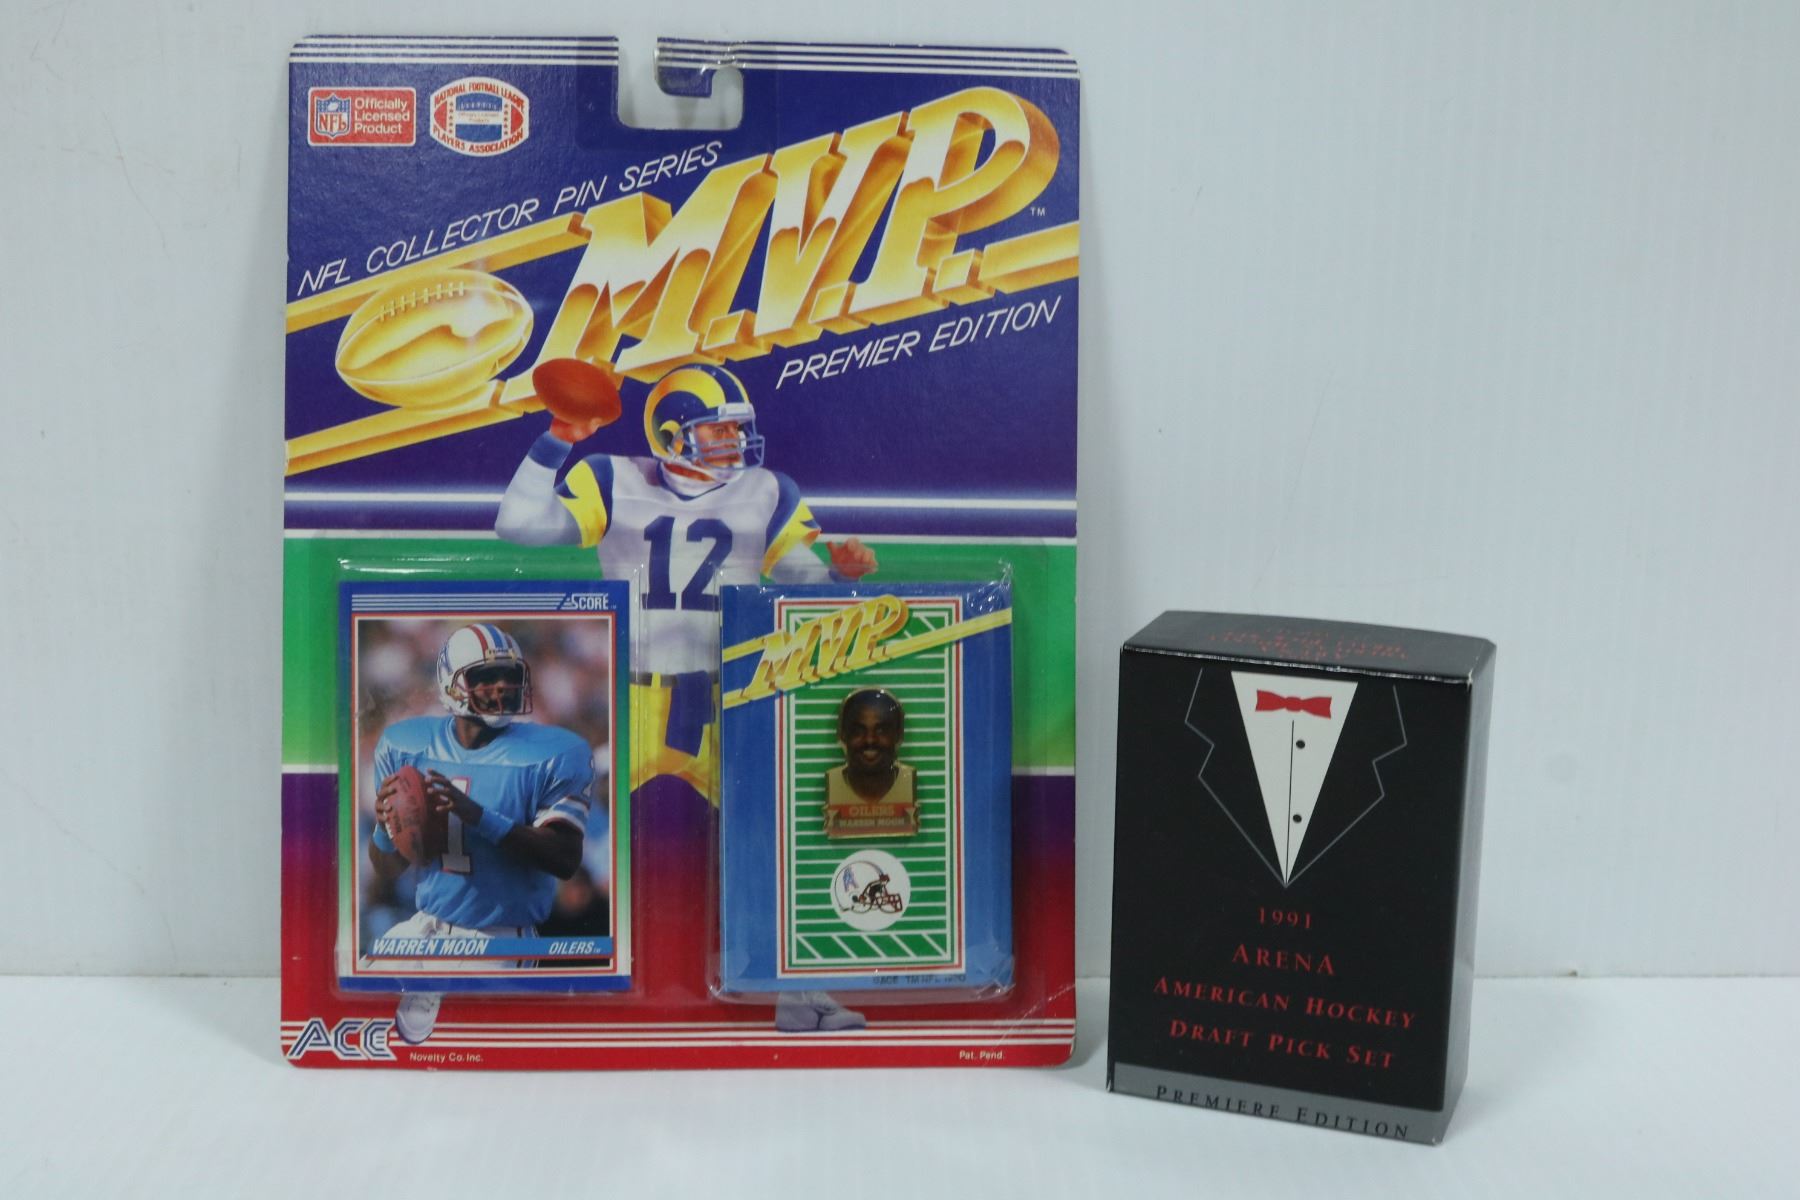 NFL
Officially
Licensed
Product
NATIONAL FOOTBALL LEAGUE
PLAYERS ASSOCIATION
NFL COLLECTOR PIN SERIES
M.V.P.
TM
PREMIER EDITION
12
SCORE
1
WARREN MOON OILERS
M.V.P.
OILERS
WARREN MOON
ACE
Novelty Co. Inc.
Pat. Pend.
1991
ARENA
AMERICAN HOCKEY
DRAFT PICK SET
PREMIERE EDITION